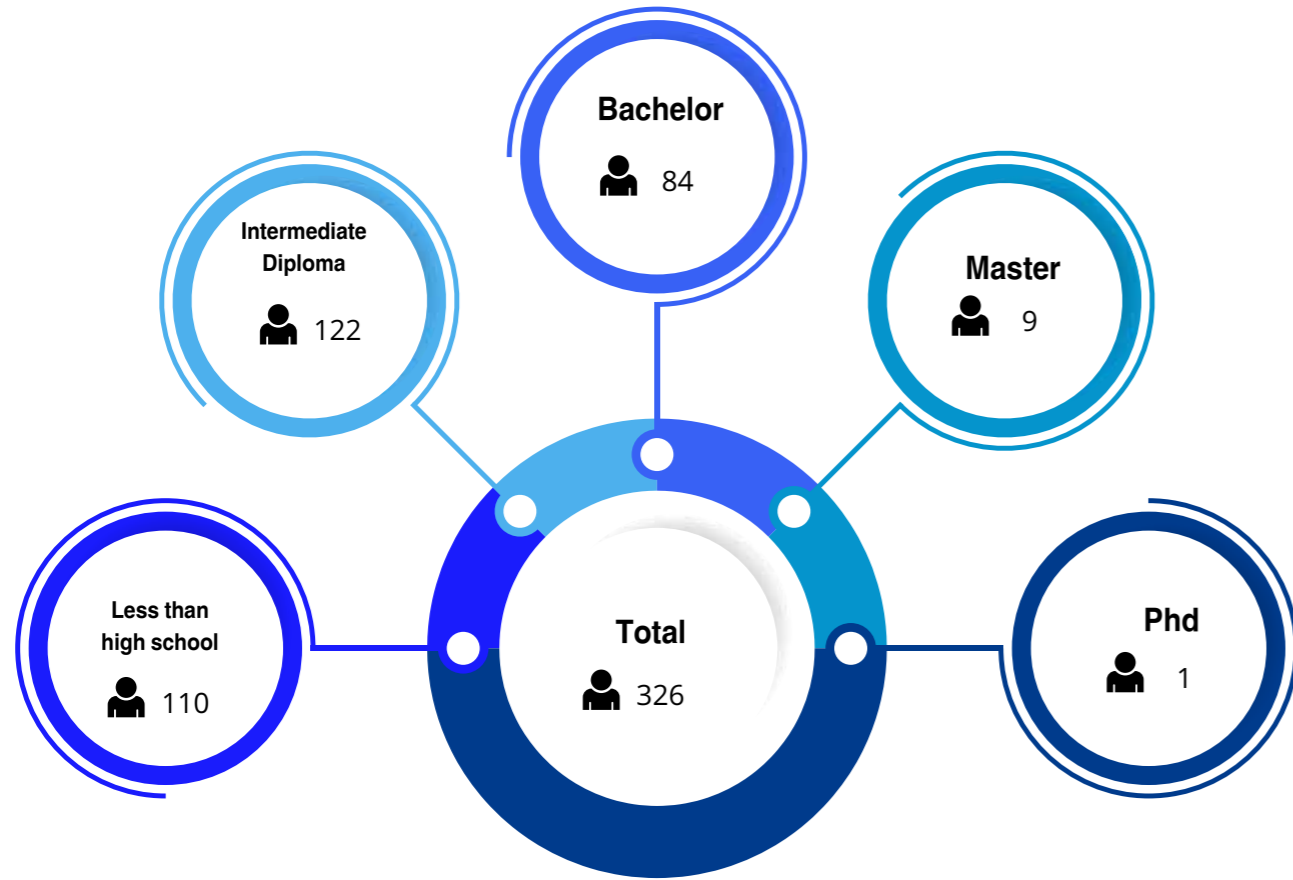 Bachelor
84
Intermediate
Diploma
122
Master
9
Less than
high school
110
Total
326
Phd
1